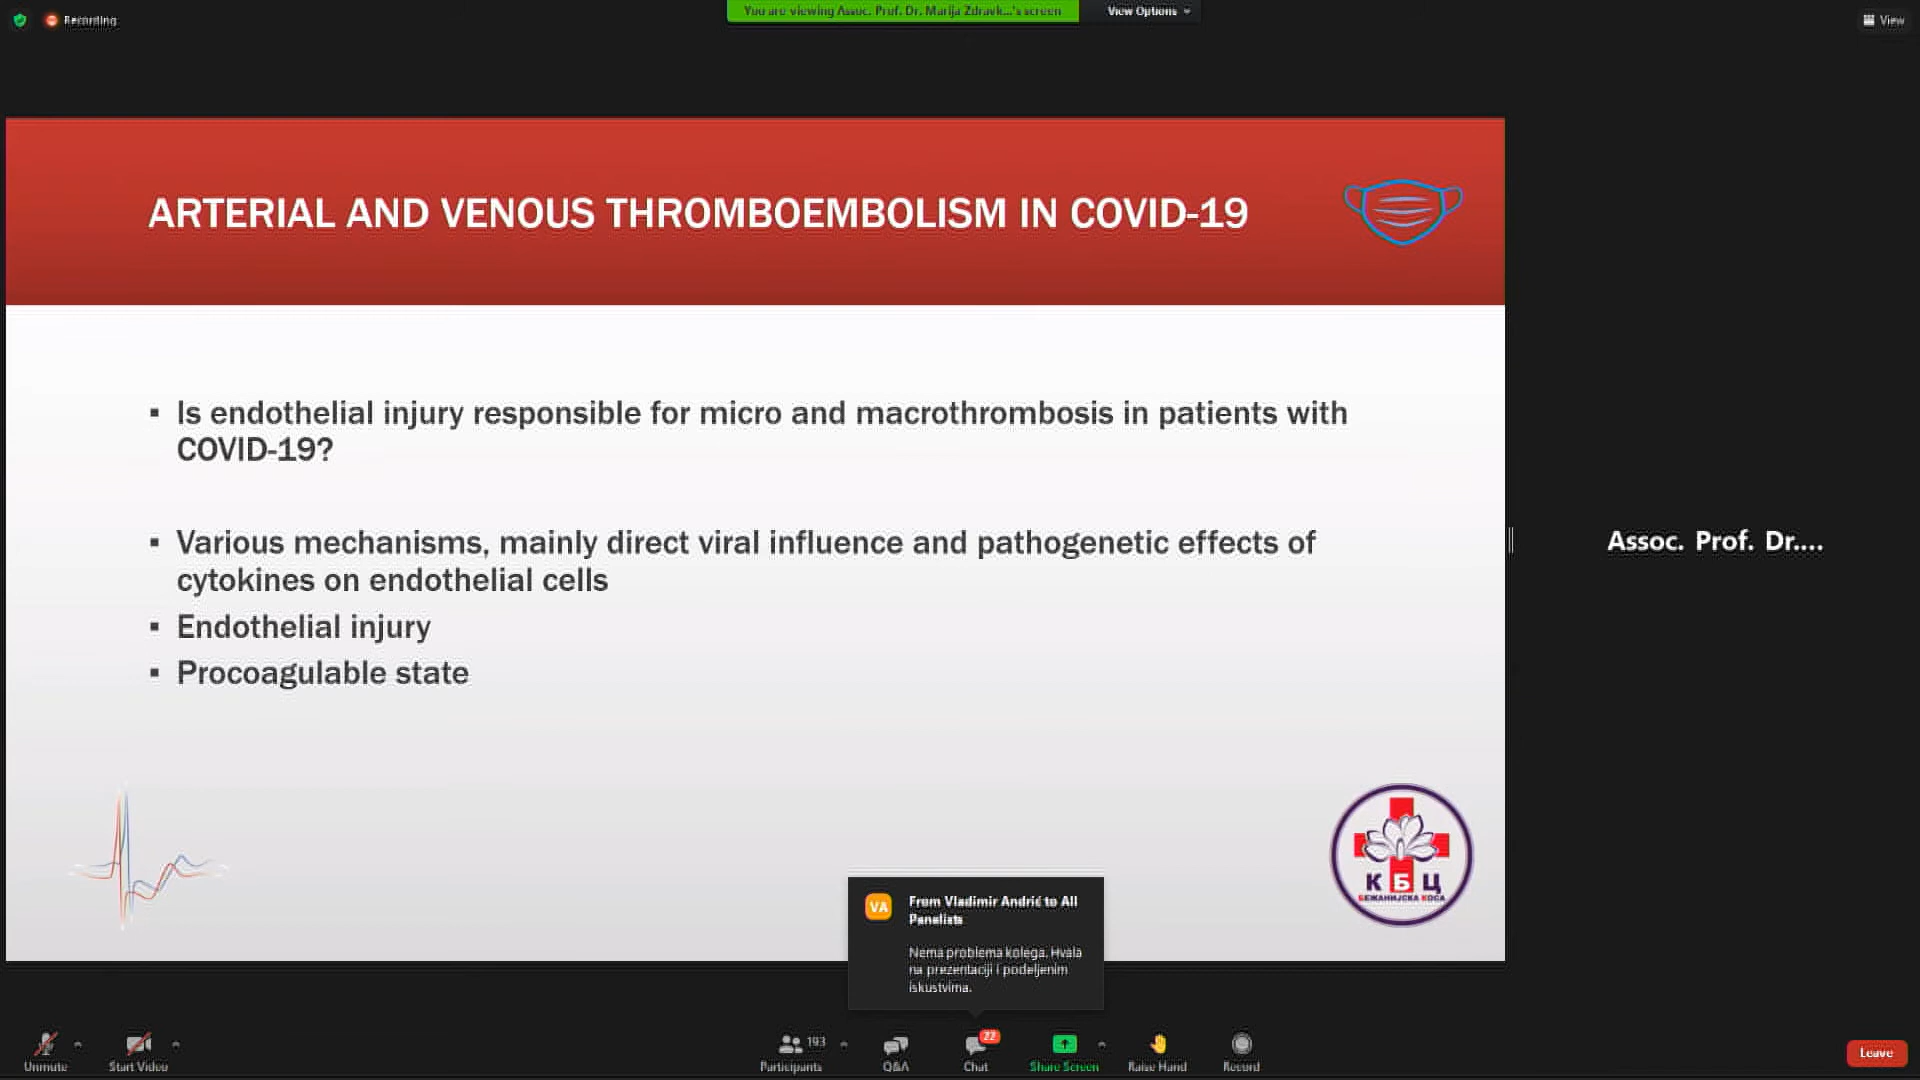 Recording
You are viewing Assoc. Prof. Dr. Marija Zdravk...'s screen
View Options
View
ARTERIAL AND VENOUS THROMBOEMBOLISM IN COVID-19
▪ Is endothelial injury responsible for micro and macrothrombosis in patients with
COVID-19?
▪ Various mechanisms, mainly direct viral influence and pathogenetic effects of
cytokines on endothelial cells
▪ Endothelial injury
▪ Procoagulable state
Assoc. Prof. Dr....
К Б Ц
БЕЖАНИЈСКА КОСА
VA
From Vladimir Andrić to All
Panelists
Nema problema kolega. Hvala
na prezentaciji i podeljenim
iskustvima.
Unmute
Start Video
193
Participants
Q&A
22
Chat
Share Screen
Raise Hand
Record
Leave